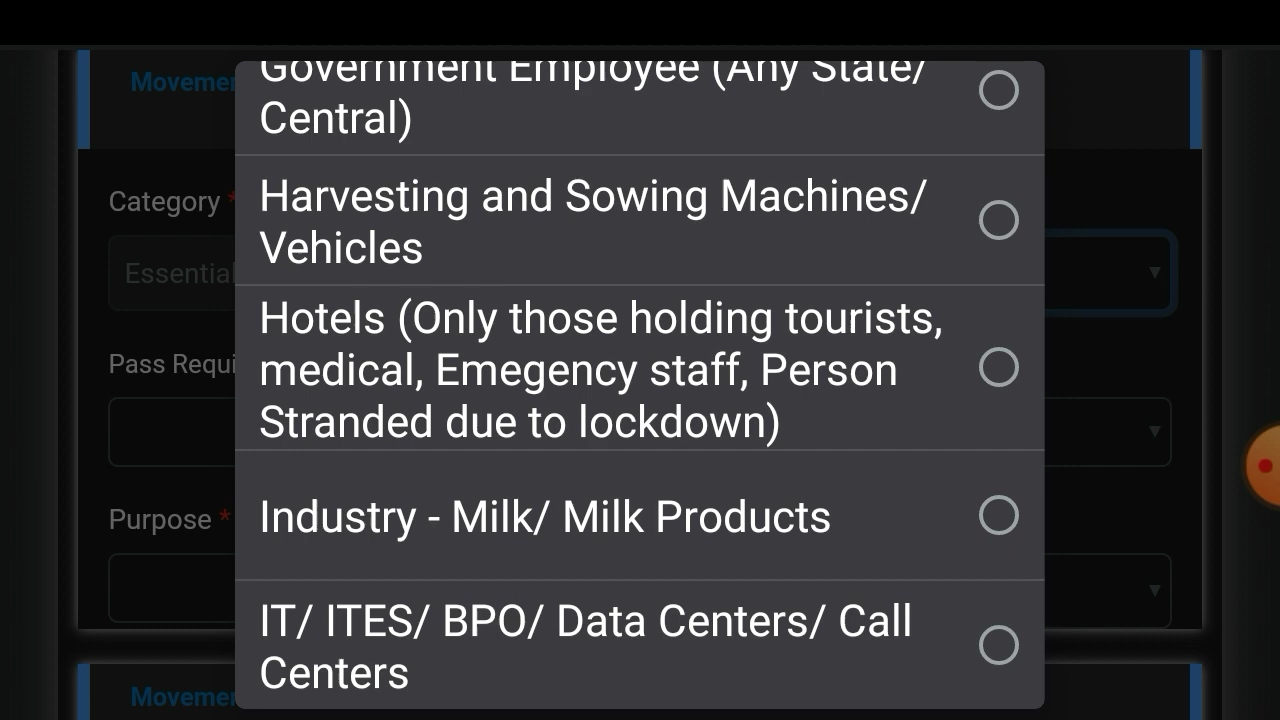 Government Employee (Any State/
Central)
Movemen
Category *
Harvesting and Sowing Machines/
Vehicles
Essential
Hotels (Only those holding tourists,
medical, Emegency staff, Person
Stranded due to lockdown)
Pass Requi
Industry - Milk/ Milk Products
Purpose *
IT/ ITES/ BPO/ Data Centers/ Call
Centers
Movemen